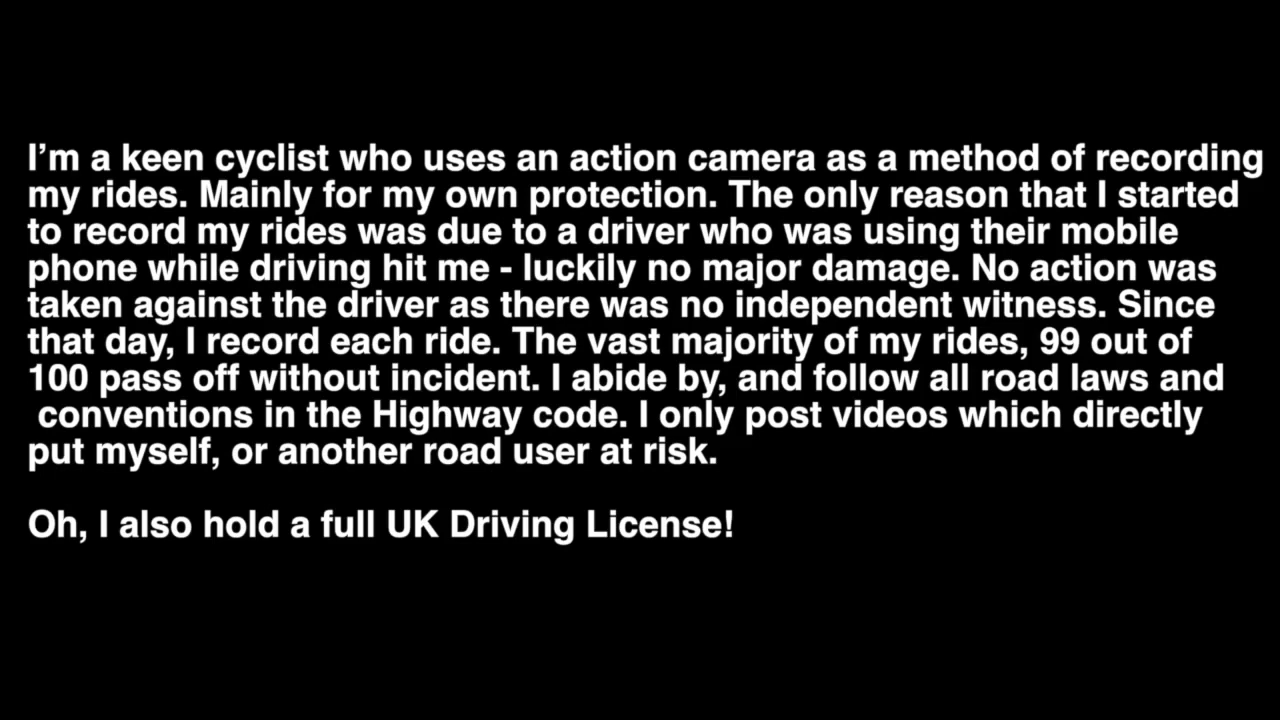 I'm a keen cyclist who uses an action camera as a method of recording
my rides. Mainly for my own protection. The only reason that I started
to record my rides was due to a driver who was using their mobile
phone while driving hit me - luckily no major damage. No action was
taken against the driver as there was no independent witness. Since
that day, I record each ride. The vast majority of my rides, 99 out of
100 pass off without incident. I abide by, and follow all road laws and
conventions in the Highway code. I only post videos which directly
put myself, or another road user at risk.
Oh, I also hold a full UK Driving License!